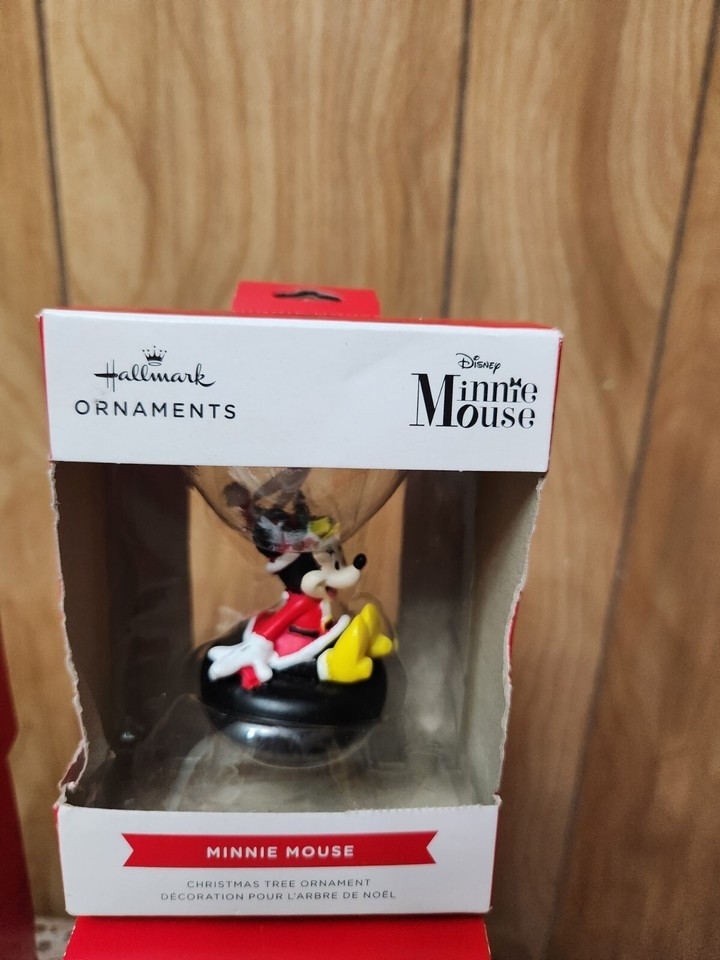 Hallmark
ORNAMENTS
Disney
Minnie
Mouse
MINNIE MOUSE
CHRISTMAS TREE ORNAMENT
DÉCORATION POUR L'ARBRE DE NOËL